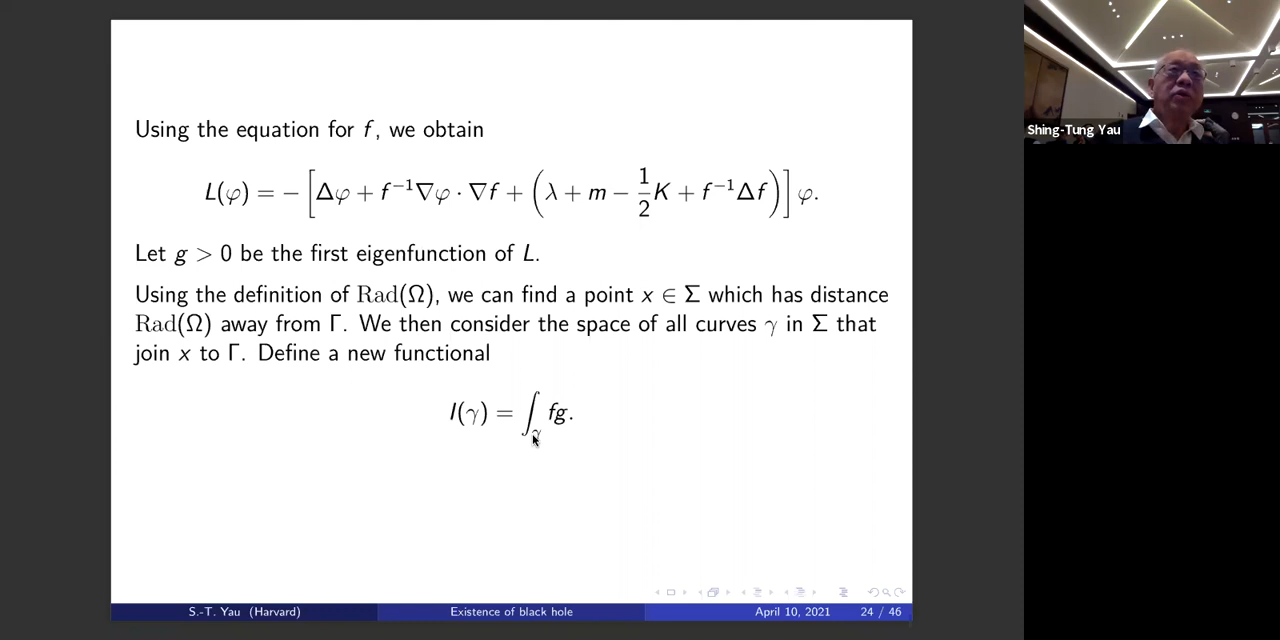 Using the equation for f, we obtain
L(φ) = − [Δφ + f⁻¹∇φ · ∇f + (λ + m − 1/2 K + f⁻¹Δf)] φ.
Let g > 0 be the first eigenfunction of L.
Using the definition of Rad(Ω), we can find a point x ∈ Σ which has distance
Rad(Ω) away from Γ. We then consider the space of all curves γ in Σ that
join x to Γ. Define a new functional
I(γ) = ∫_γ fg.
S.-T. Yau (Harvard) Existence of black hole April 10, 2021 24 / 46
Shing-Tung Yau